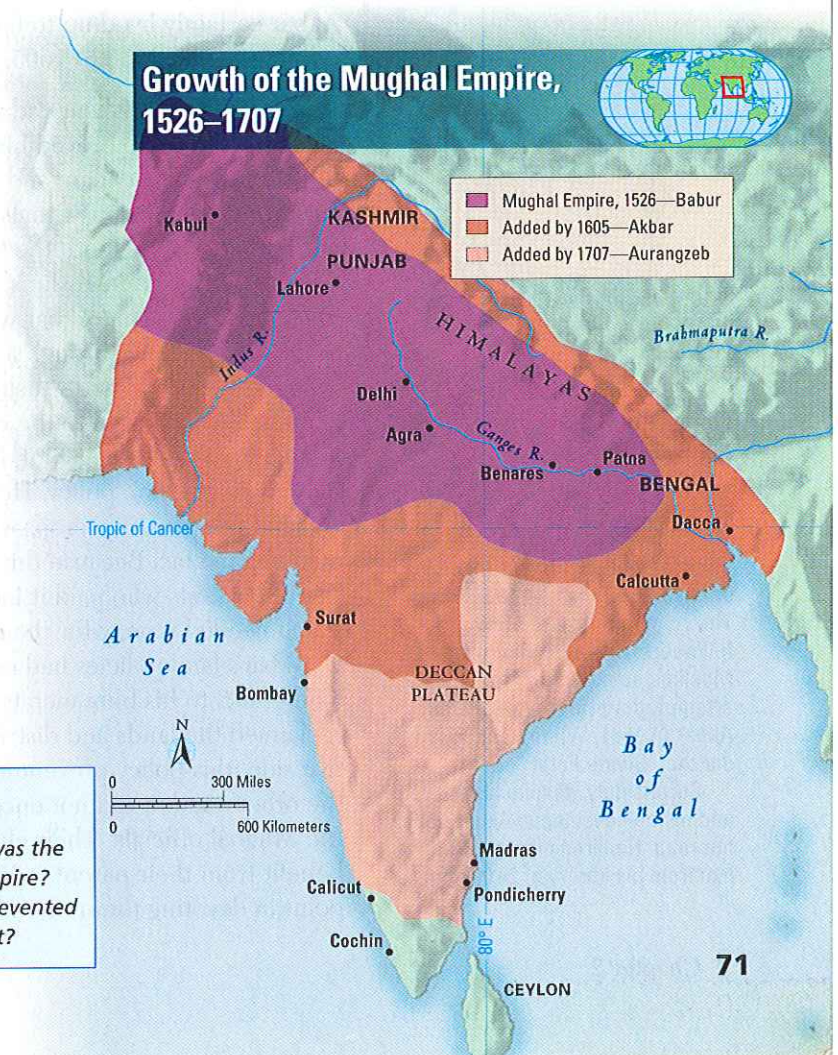 Growth of the Mughal Empire,
1526–1707
Mughal Empire, 1526—Babur
Added by 1605—Akbar
Added by 1707—Aurangzeb
Kabul
KASHMIR
PUNJAB
Lahore
Indus R.
HIMALAYAS
Brahmaputra R.
Delhi
Agra
Ganges R.
Benares
Patna
BENGAL
Tropic of Cancer
Dacca
Calcutta
Surat
Arabian
Sea
Bombay
DECCAN
PLATEAU
N
Bay
of
Bengal
0 300 Miles
0 600 Kilometers
was the
pire?
evented
t?
Madras
Calicut
Pondicherry
Cochin
80° E
71
CEYLON